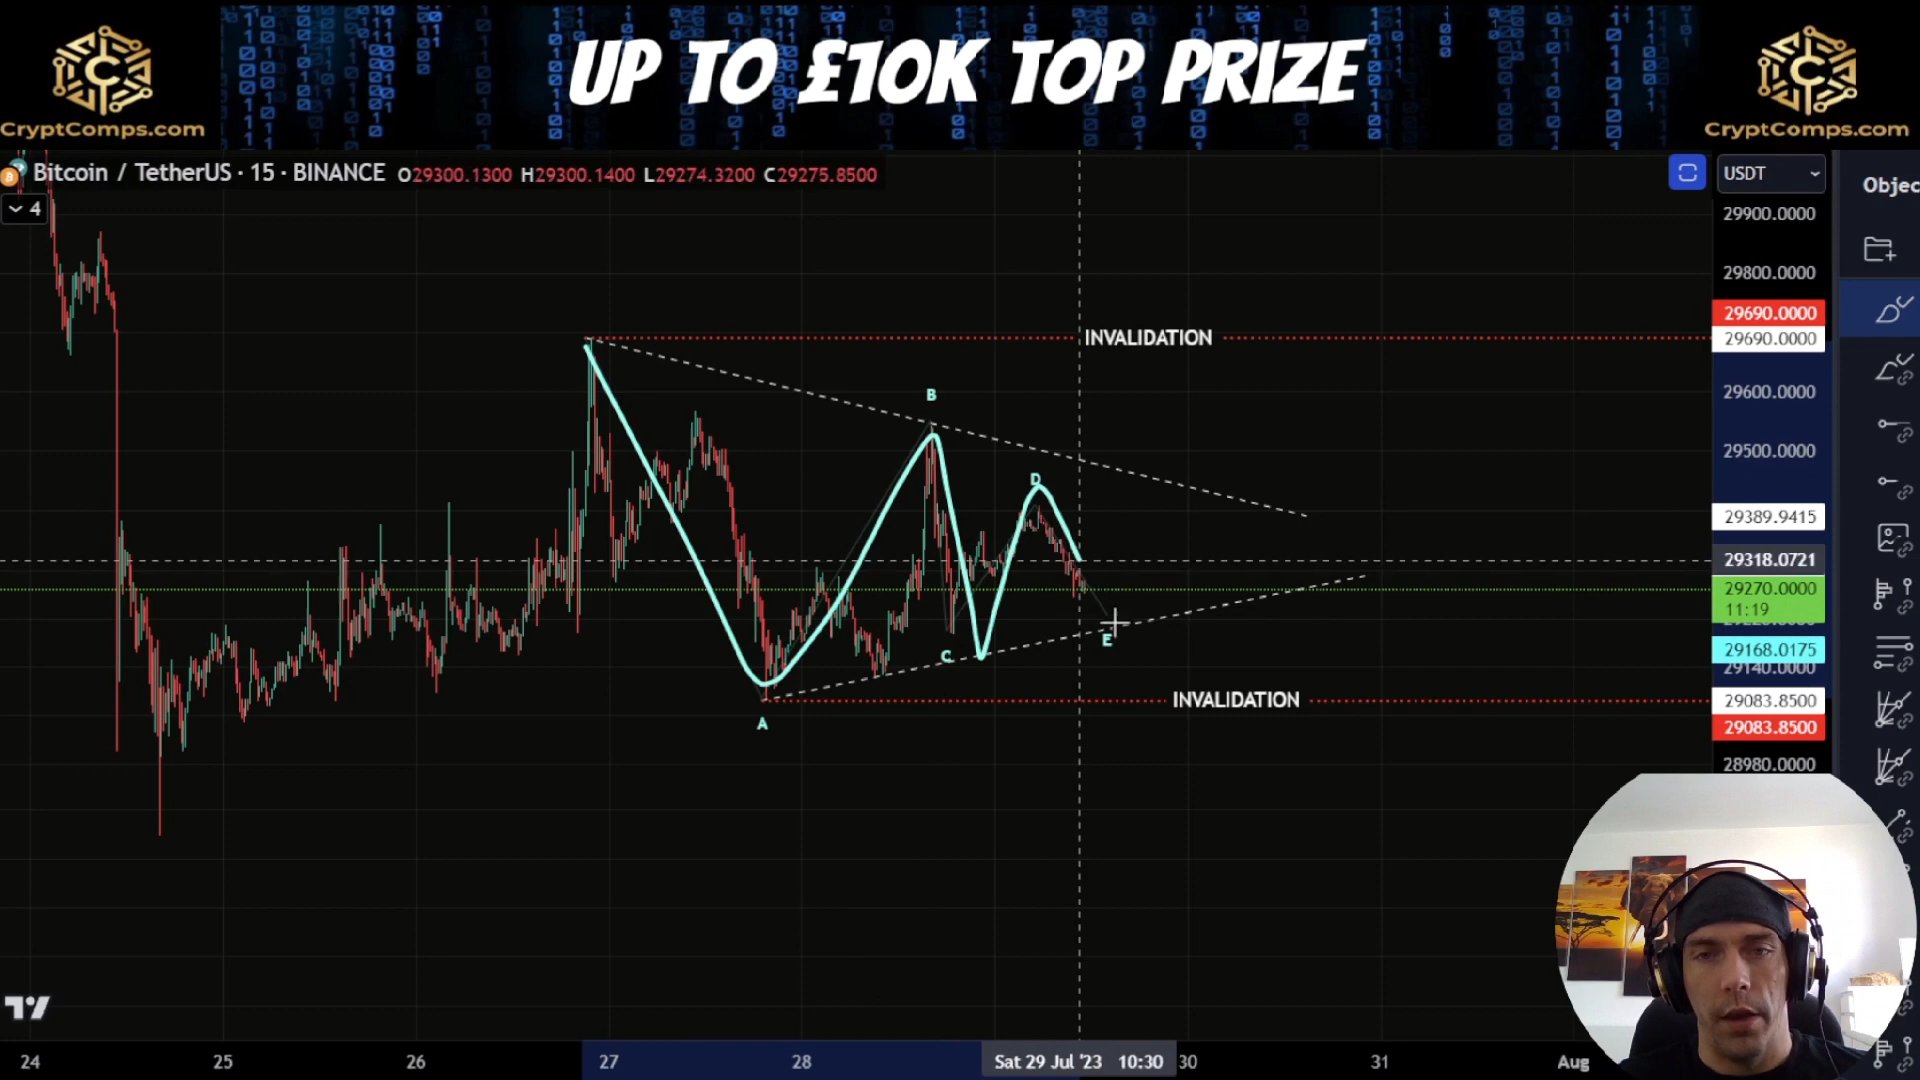 UP TO £10K TOP PRIZE
CryptComps.com
CryptComps.com
Bitcoin / TetherUS · 15 · BINANCE O29300.1300 H29300.1400 L29274.3200 C29275.8500
USDT
Objec
4
29900.0000
29800.0000
29690.0000
INVALIDATION
29690.0000
B
29600.0000
29500.0000
D
29389.9415
29318.0721
29270.0000
11:19
E
C
29168.0175
29140.0000
INVALIDATION
29083.8500
A
29083.8500
28980.0000
24 25 26 27 28 Sat 29 Jul '23 10:30 30 31 Aug